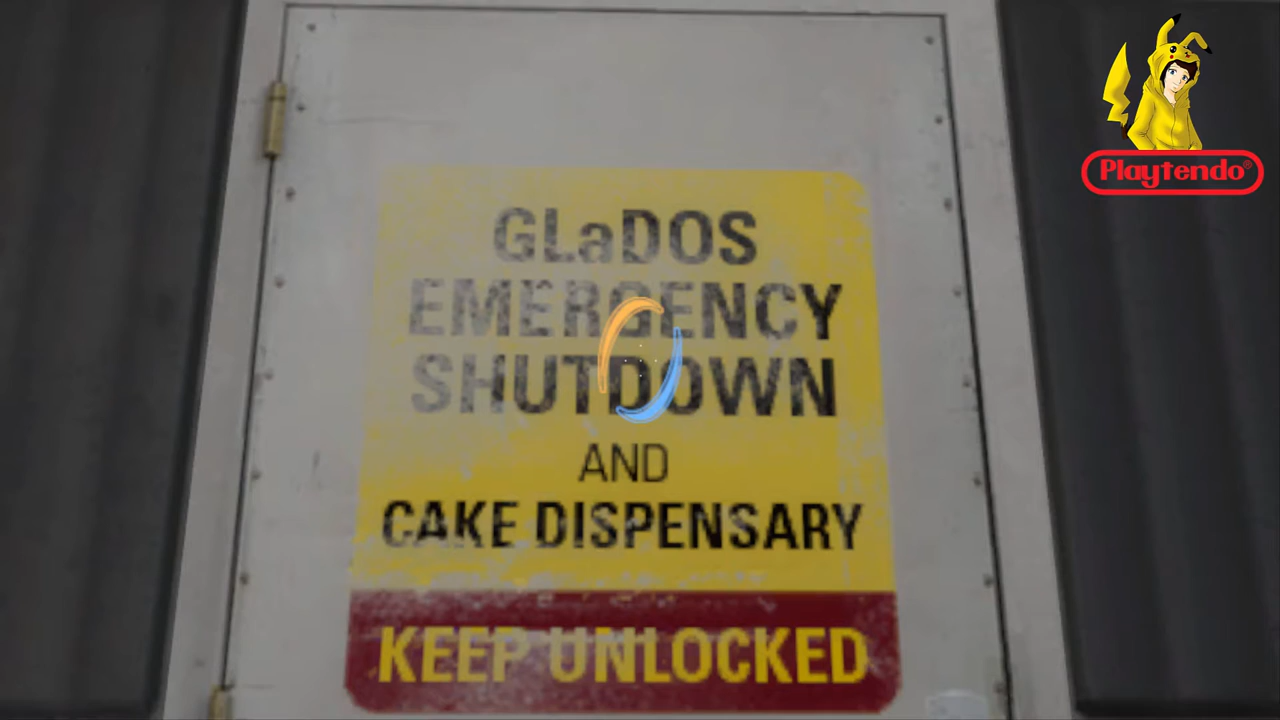 Playtendo®
GLaDOS
EMERGENCY
SHUTDOWN
AND
CAKE DISPENSARY
KEEP UNLOCKED